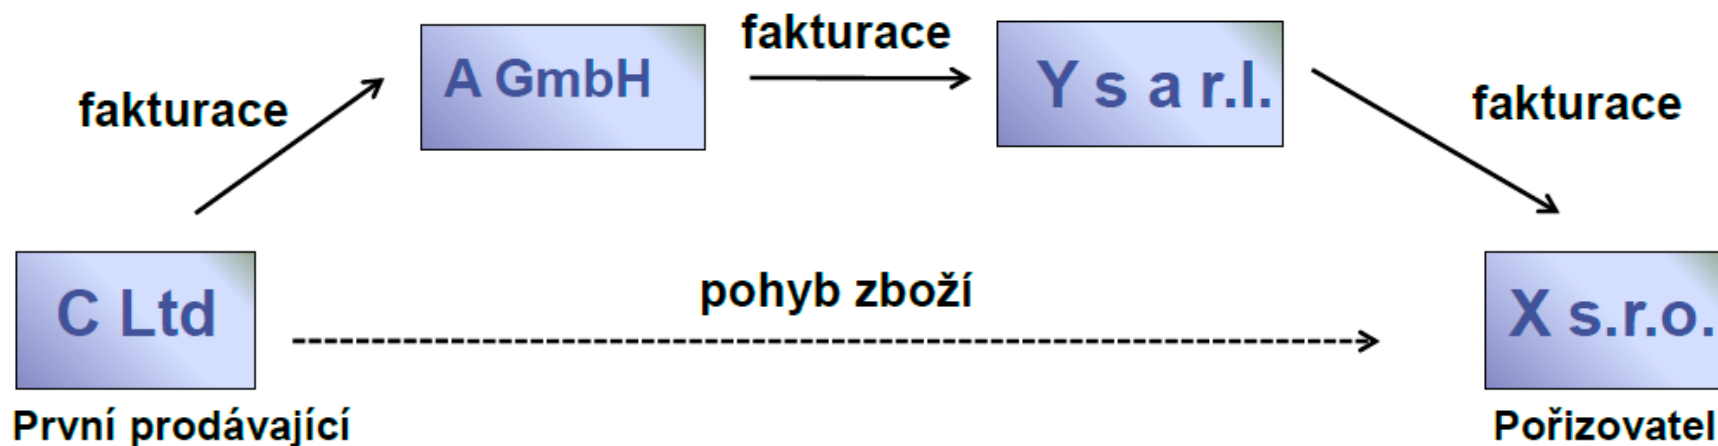 fakturace
A GmbH
fakturace
Y s a r.l.
fakturace
C Ltd
pohyb zboží
X s.r.o.
První prodávající
Pořizovatel